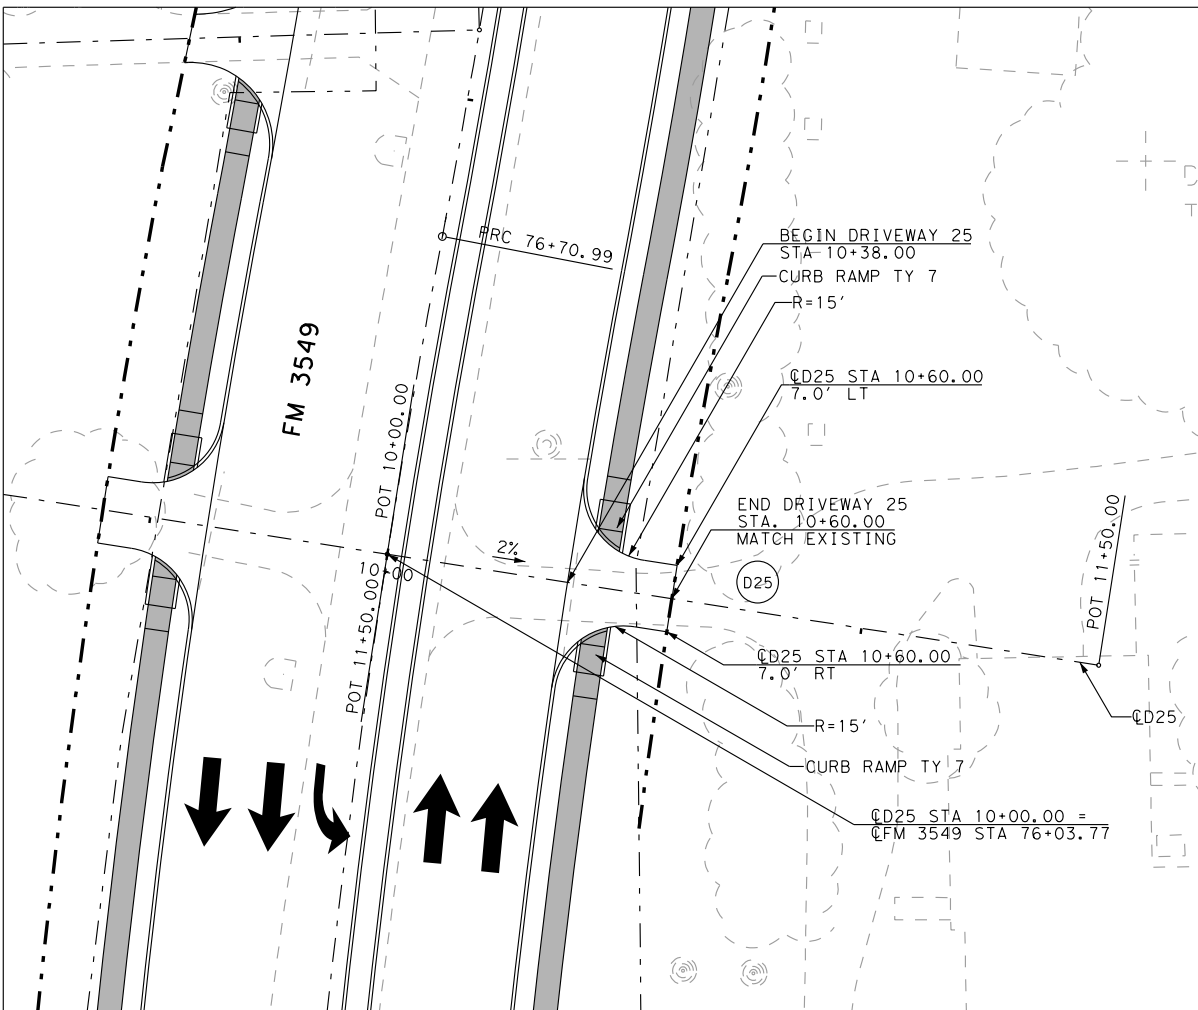 PRC 76+70.99
BEGIN DRIVEWAY 25
STA 10+38.00
CURB RAMP TY 7
R=15'
FM 3549
POT 10+00.00
℄D25 STA 10+60.00
7.0' LT
END DRIVEWAY 25
STA. 10+60.00
MATCH EXISTING
2%
10+00
D25
POT 11+50.00
POT 11+50.00
℄D25 STA 10+60.00
7.0' RT
℄D25
R=15'
CURB RAMP TY 7
℄D25 STA 10+00.00 =
℄FM 3549 STA 76+03.77
D
T